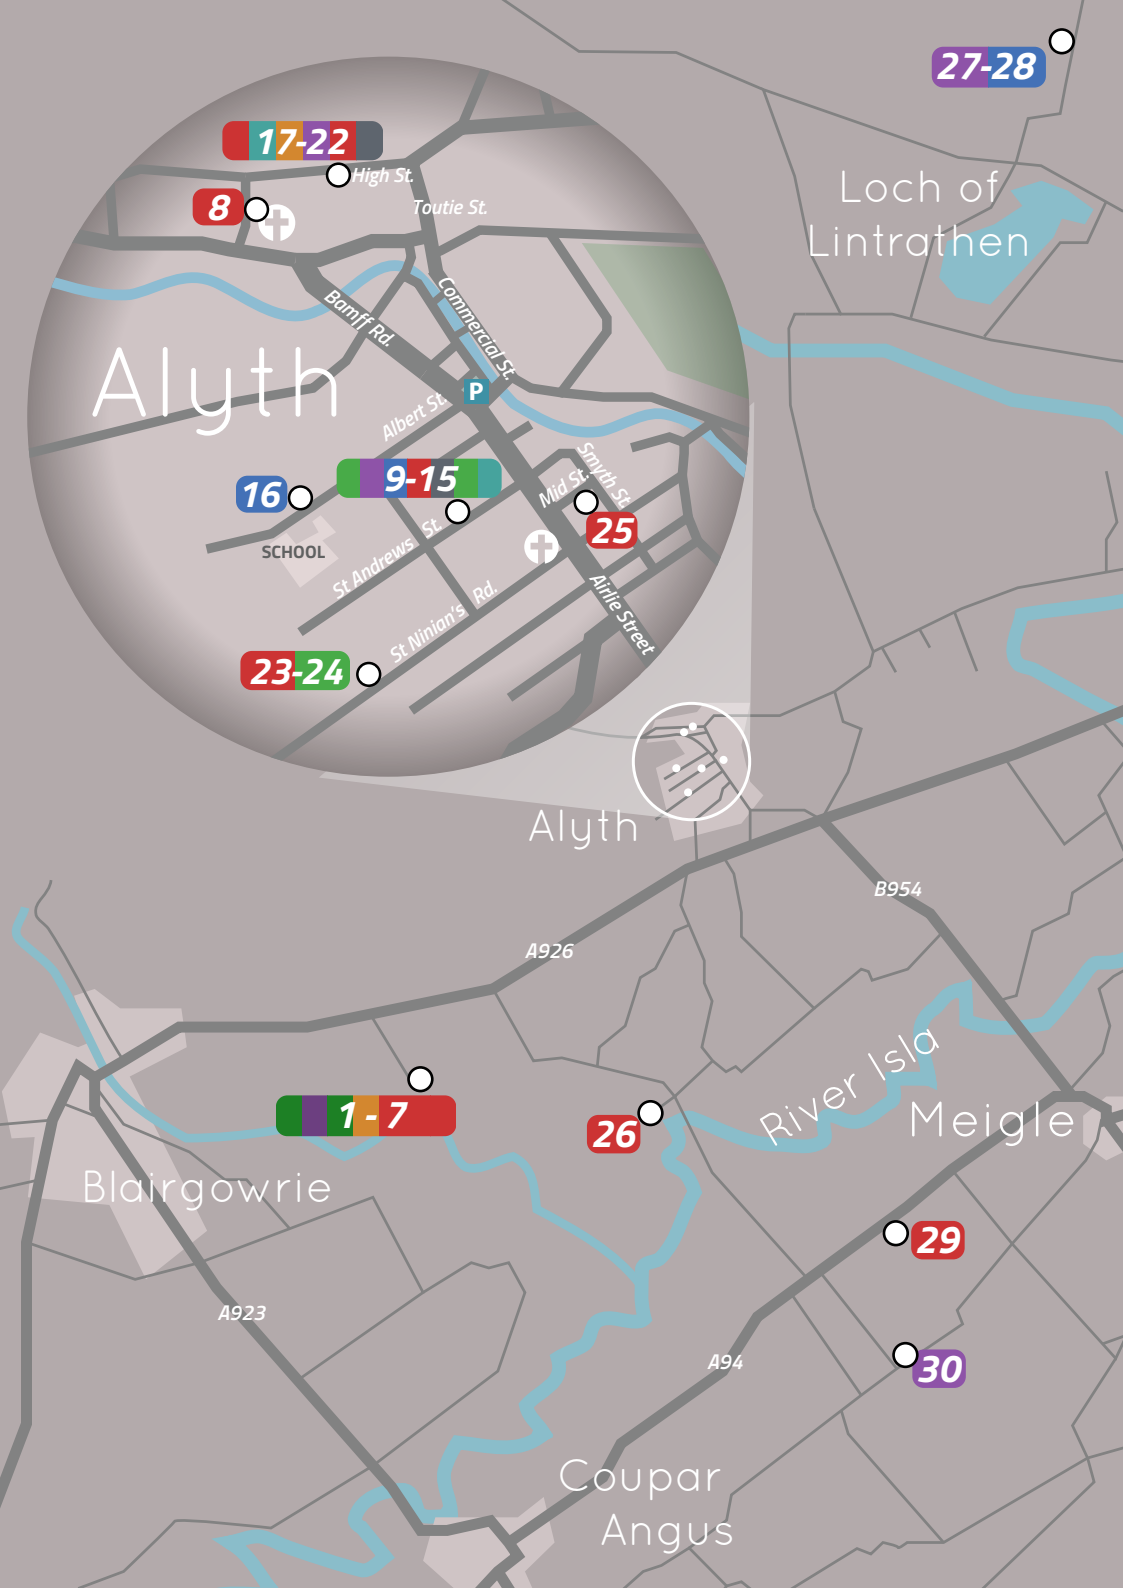 27-28
17-22
High St.
Loch of
Lintrathen
8
Toutie St.
Commercial St.
Bamff Rd.
Alyth
P
Albert St.
9-15
Smyth St.
Mid St.
16
25
St Andrews St.
SCHOOL
St Ninian's Rd.
Airlie Street
23-24
Alyth
B954
A926
River Isla
1 - 7
26
Meigle
Blairgowrie
29
A923
A94
30
Coupar
Angus